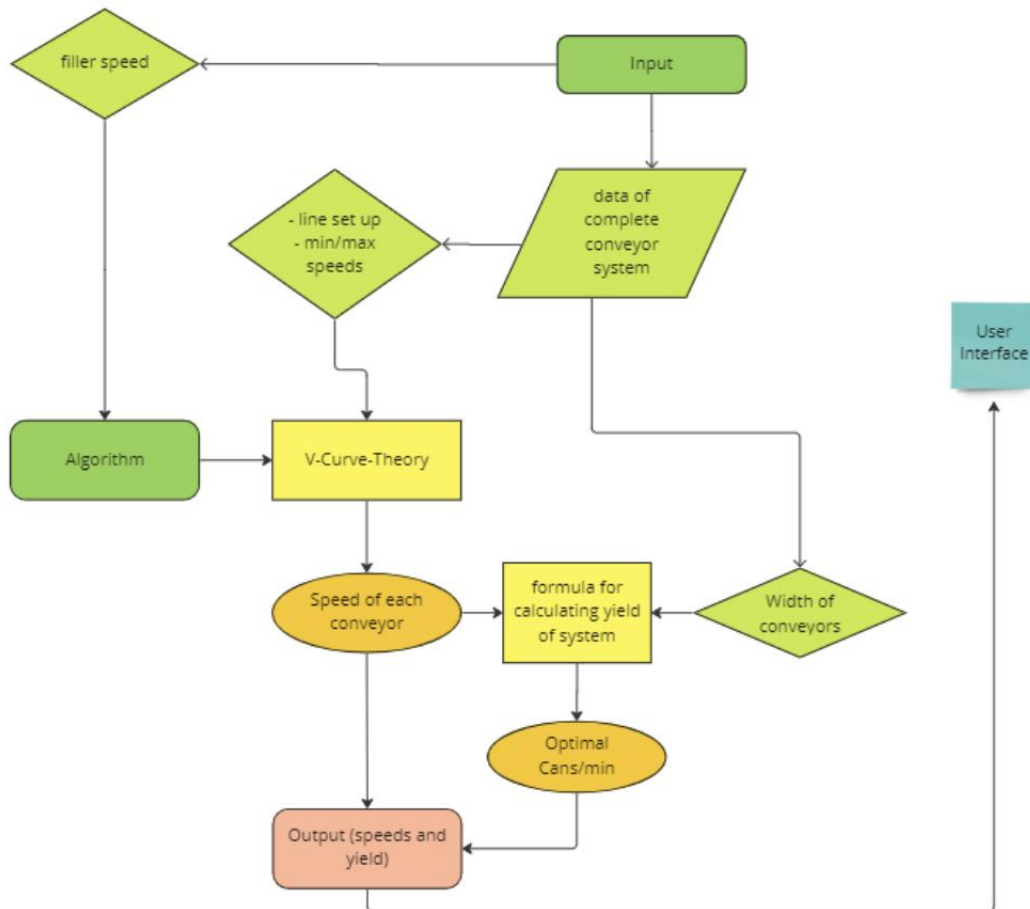 filler speed
Input
data of
complete
conveyor
system
- line set up
- min/max
speeds
User
Interface
Algorithm
V-Curve-Theory
Speed of each
conveyor
formula for
calculating yield
of system
Width of
conveyors
Optimal
Cans/min
Output (speeds and
yield)